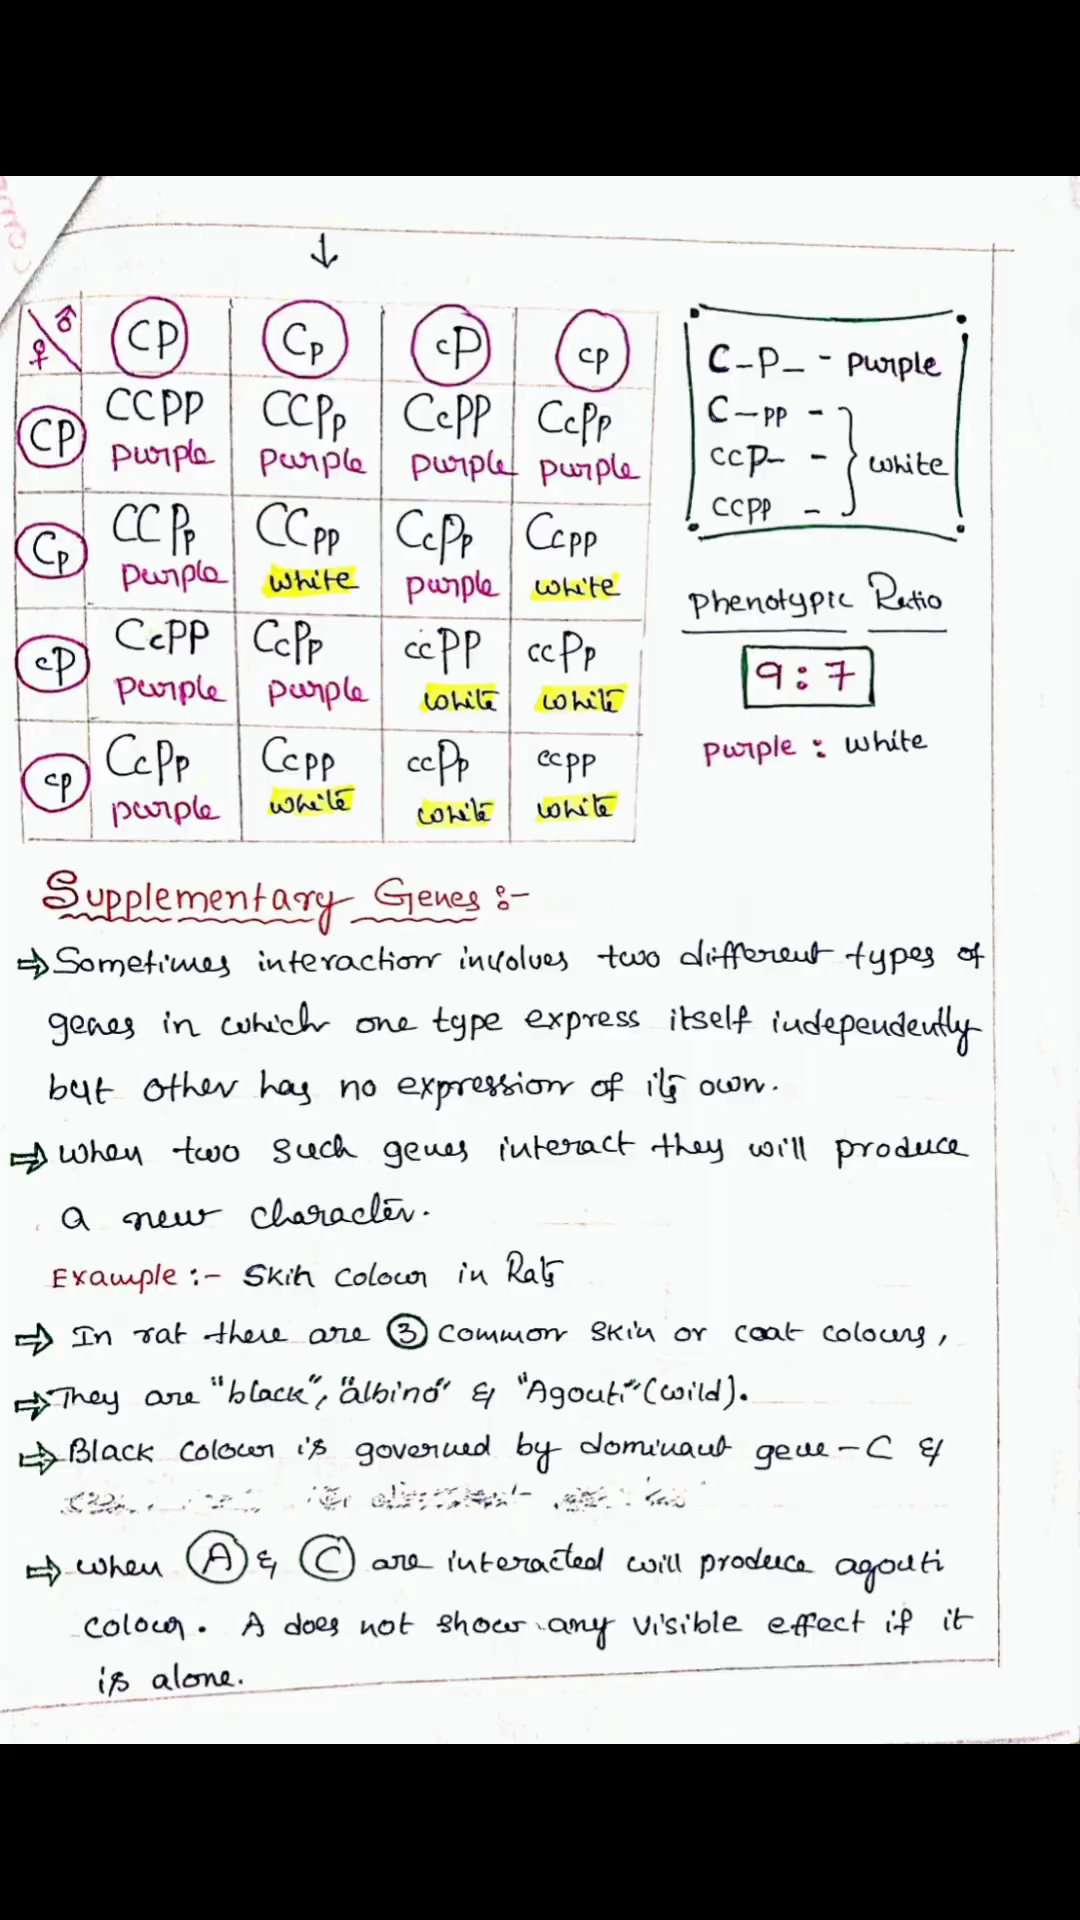 ↓
♀ \ ♂ CP Cp cP cp
CP CCPP CCPp CcPP CcPp
purple purple purple purple
Cp CCPp CCpp CcPp Ccpp
purple white purple white
cP CcPP CcPp ccPP ccPp
purple purple white white
cp CcPp Ccpp ccPp ccpp
purple white white white
C-P_ - purple
C-pp -
ccp- - } white
ccpp -
Phenotypic Ratio
9 : 7
purple : white
Supplementary Genes :-
⇒ Sometimes interaction involves two different types of
genes in which one type express itself independently
but other has no expression of its own.
⇒ when two such genes interact they will produce
a new character.
Example :- Skin colour in Rats
⇒ In rat there are ③ common skin or coat colours,
⇒ They are "black", "albino" & "Agouti" (wild).
⇒ Black colour is governed by dominant gene - C &
⇒ when Ⓐ & Ⓒ are interacted will produce agouti
colour. A does not show any visible effect if it
is alone.